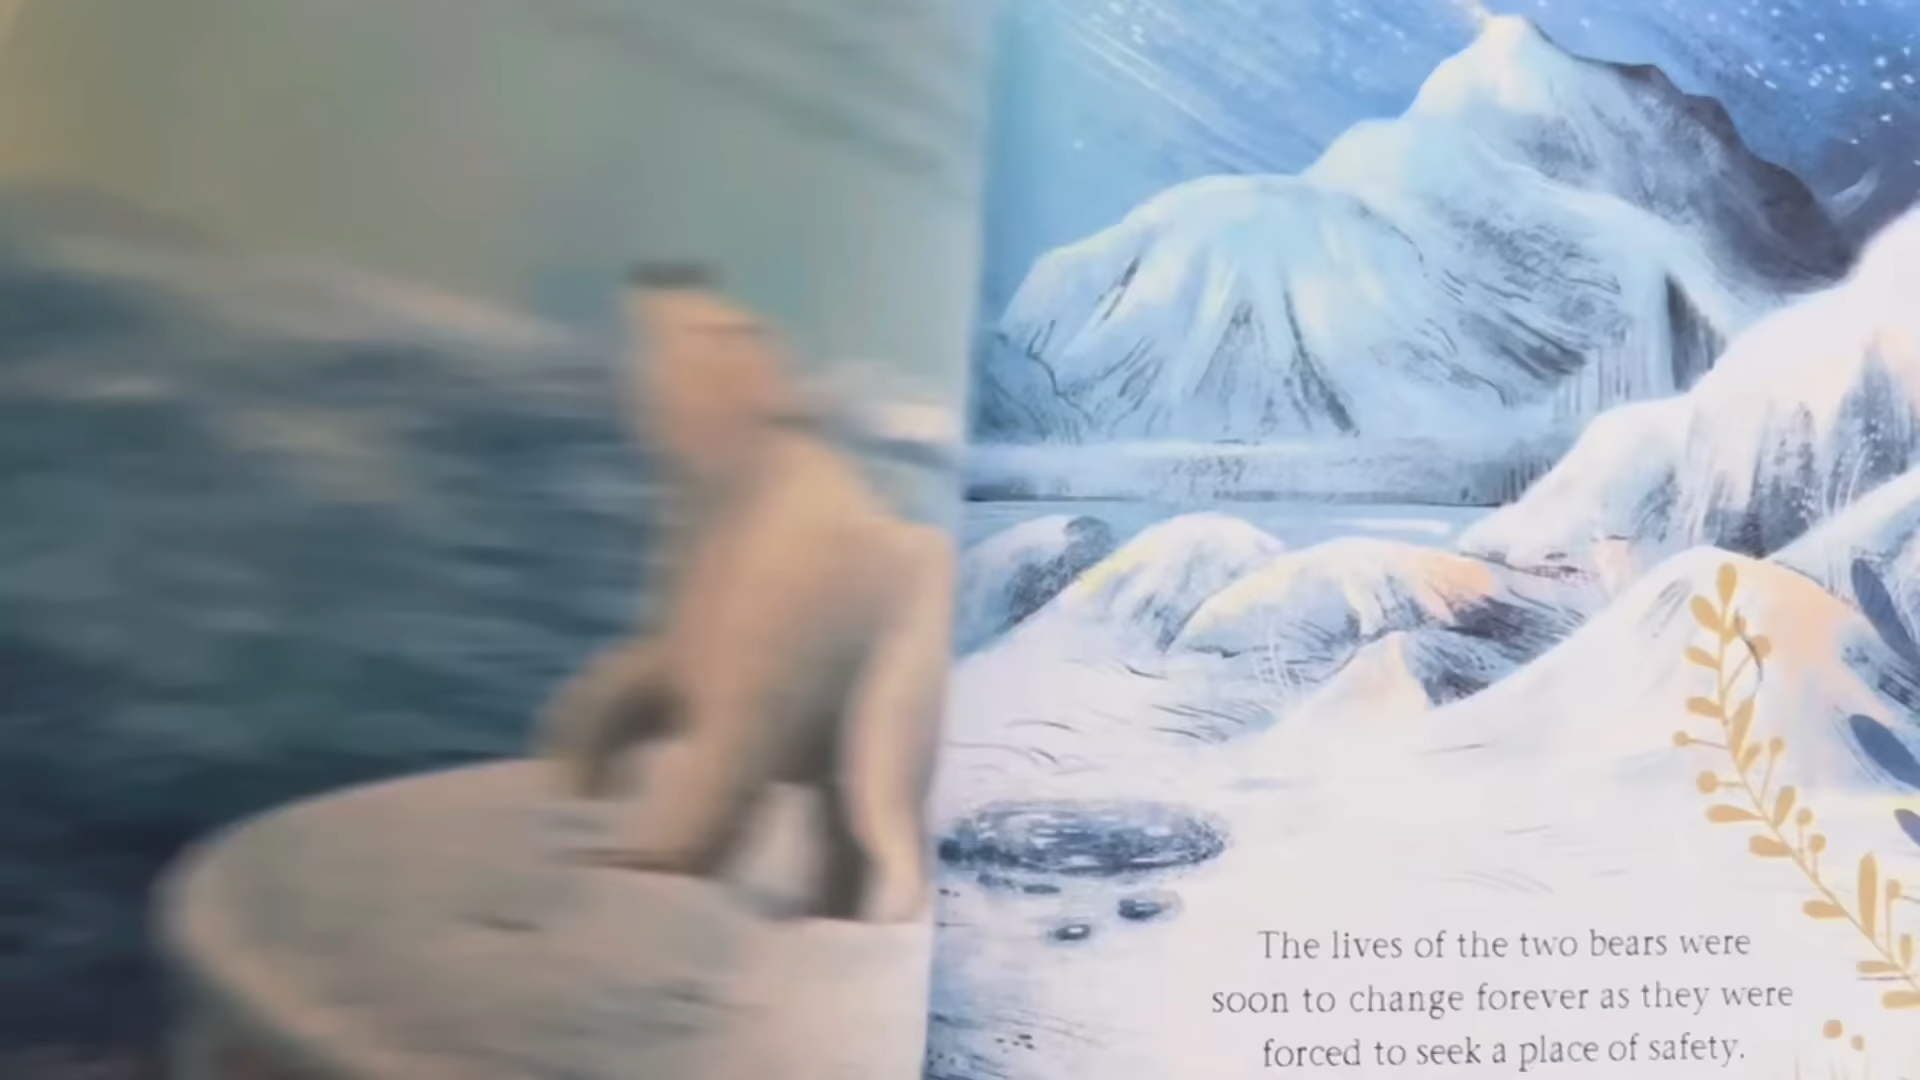 The lives of the two bears were
soon to change forever as they were
forced to seek a place of safety.